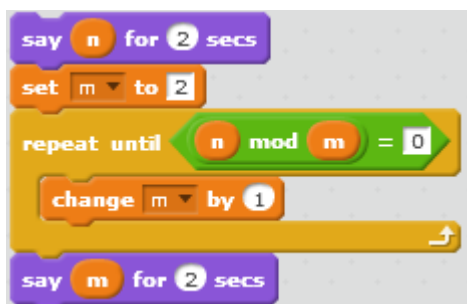 say n for 2 secs
set m to 2
repeat until n mod m = 0
change m by 1
say m for 2 secs